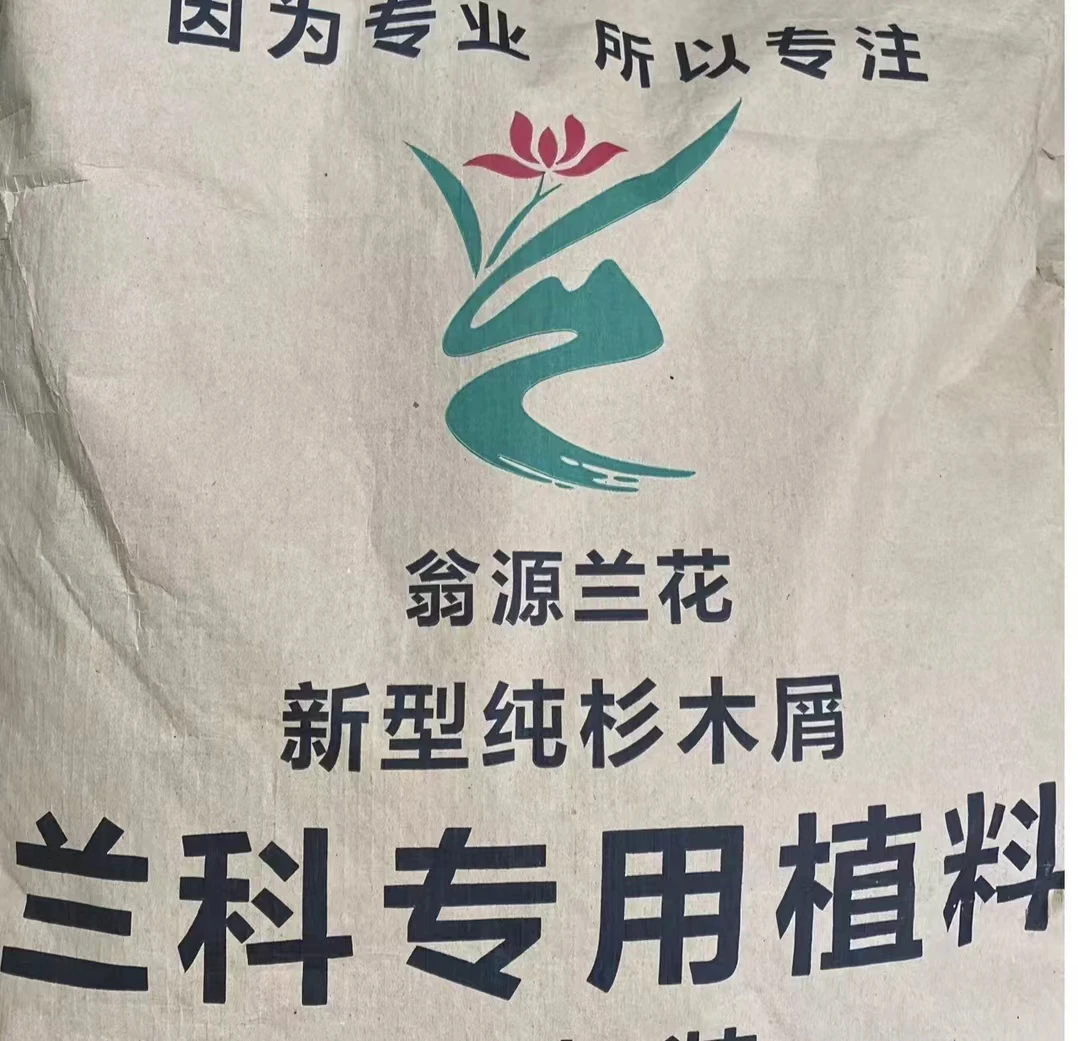 因为专业 所以专注
翁源兰花
新型纯杉木屑
兰科专用植料